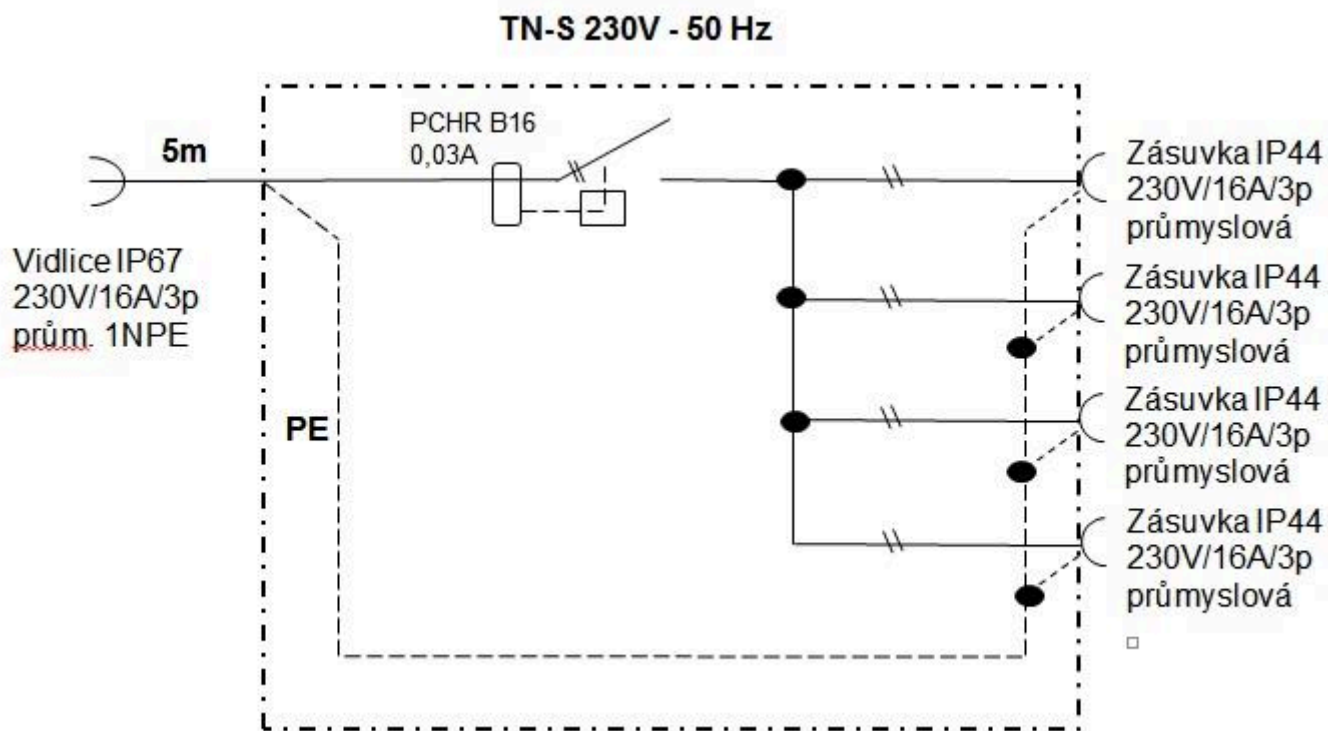 TN-S 230V - 50 Hz
5m
PCHR B16
0,03A
Vidlice IP67
230V/16A/3p
prům. 1NPE
PE
Zásuvka IP44
230V/16A/3p
průmyslová
Zásuvka IP44
230V/16A/3p
průmyslová
Zásuvka IP44
230V/16A/3p
průmyslová
Zásuvka IP44
230V/16A/3p
průmyslová